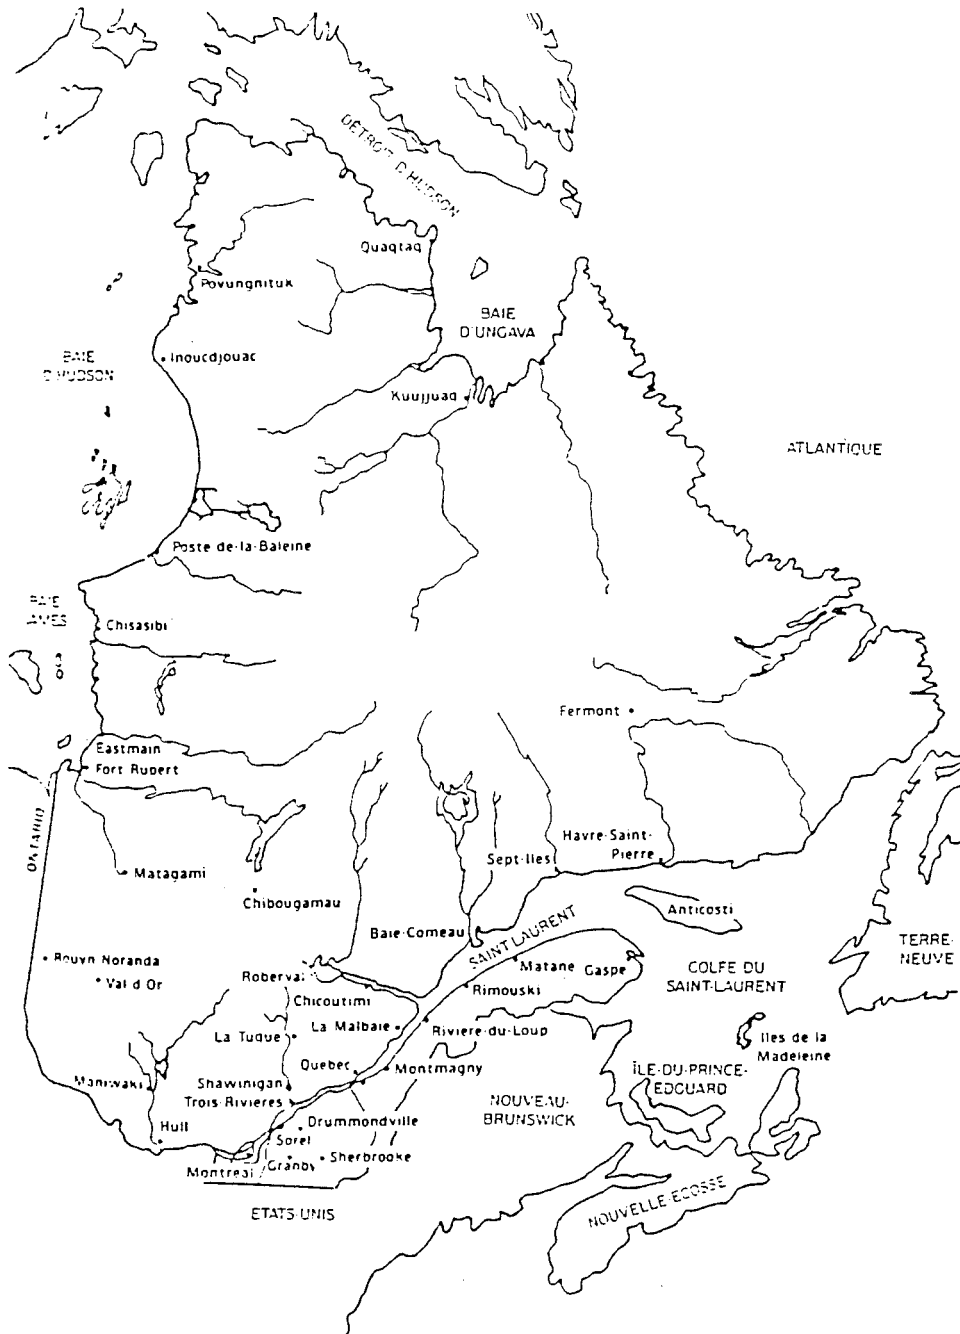 DÉTROIT D'HUDSON
Quaqtaq
Povungnituk
BAIE
D'UNGAVA
BAIE
D'HUDSON
Inoucdjouac
Kuujjuaq
ATLANTIQUE
Poste-de-la-Baleine
BAIE
JAMES
Chisasibi
Fermont
Eastmain
Fort Rupert
ONTARIO
Havre-Saint-
Pierre
Sept-Iles
Matagami
Chibougamau
Anticosti
Baie-Comeau
SAINT LAURENT
TERRE-
NEUVE
Rouyn Noranda
Matane
Gaspe
Roberval
Val d'Or
GOLFE DU
SAINT-LAURENT
Rimouski
Chicoutimi
La Malbaie
Riviere-du-Loup
La Tuque
Iles de la
Madeleine
Quebec
Montmagny
ÎLE-DU-PRINCE-
EDOUARD
Maniwaki
Shawinigan
Trois-Rivieres
NOUVEAU-
BRUNSWICK
Drummondville
Hull
Sorel
Sherbrooke
Granby
Montreal
NOUVELLE-ECOSSE
ETATS-UNIS